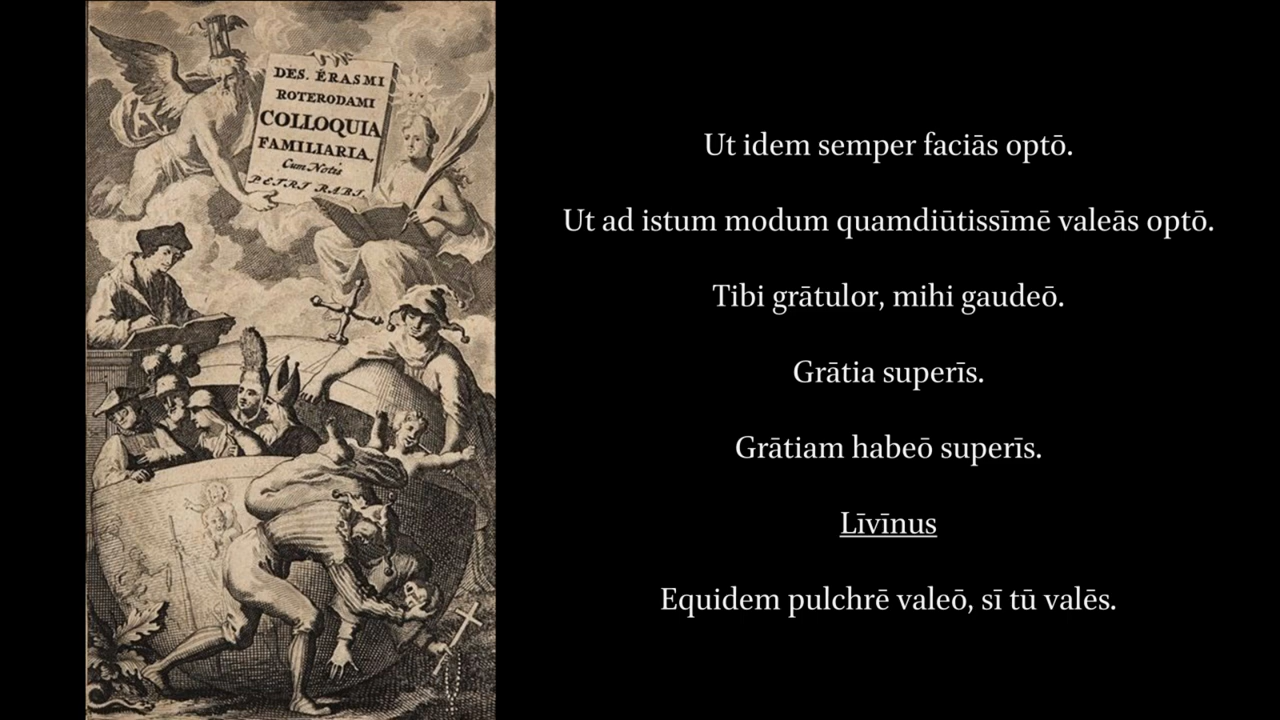 DES. ÉRASMI
ROTERODAMI
COLLOQUIA
FAMILIARIA,
Cum Notis
PETRI RABI.
Ut idem semper faciās optō.
Ut ad istum modum quamdiūtissīmē valeās optō.
Tibi grātulor, mihi gaudeō.
Grātia superīs.
Grātiam habeō superīs.
Līvīnus
Equidem pulchrē valeō, sī tū valēs.